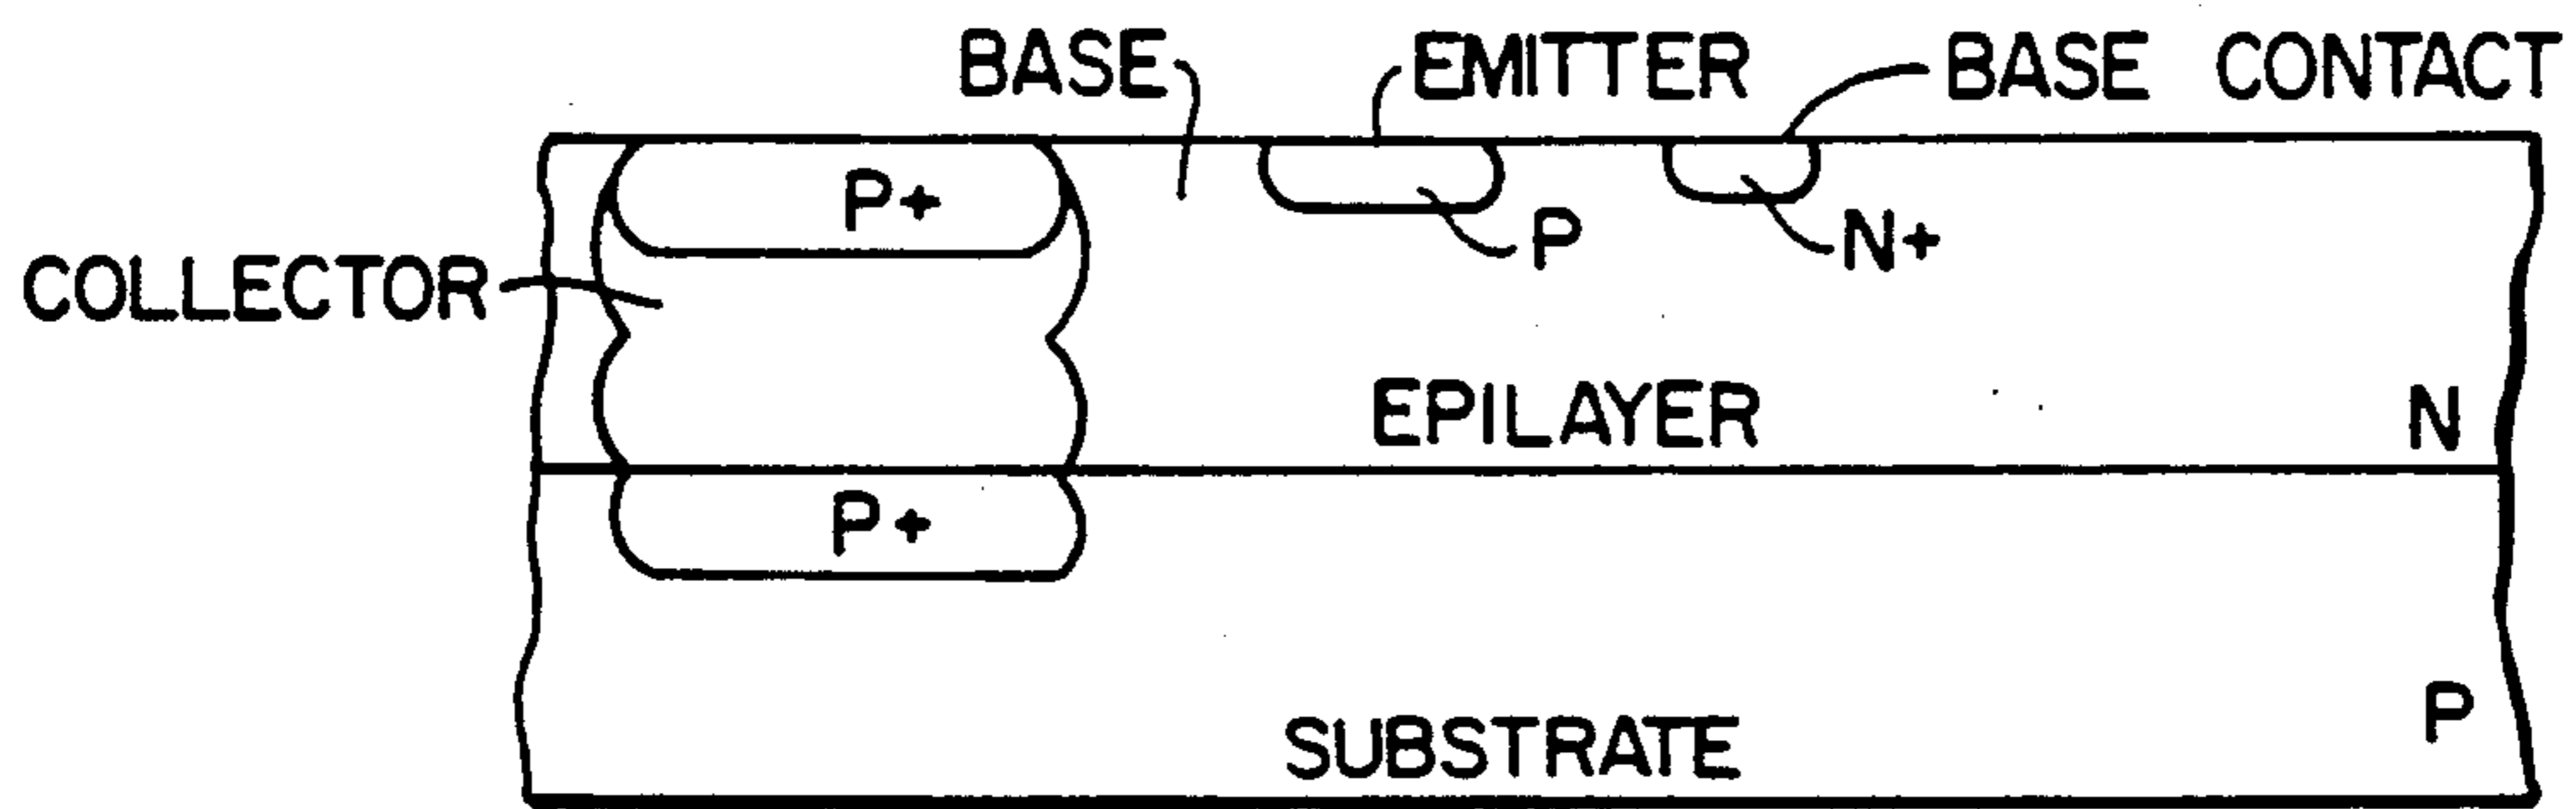 BASE EMITTER BASE CONTACT
P+
P N+
COLLECTOR
EPILAYER N
P+
SUBSTRATE P